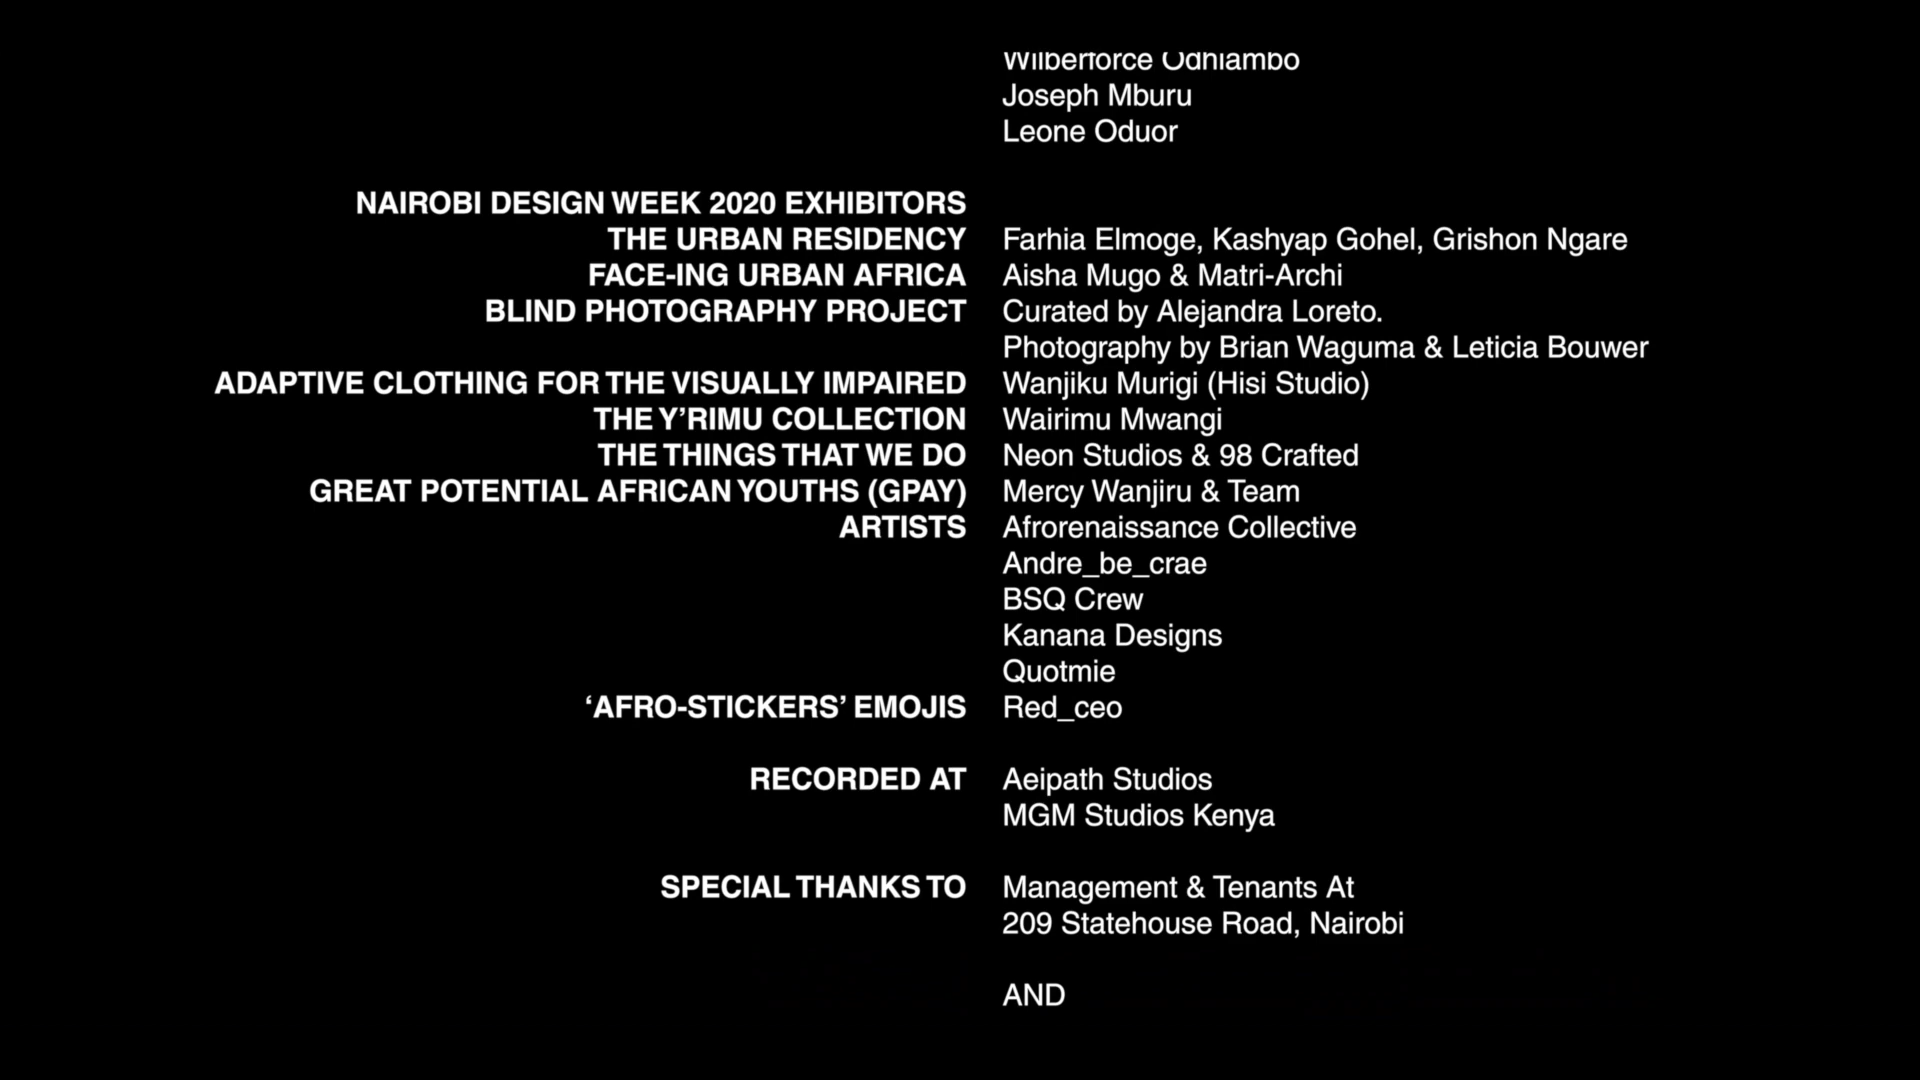 Wilberforce Odhiambo
Joseph Mburu
Leone Oduor
NAIROBI DESIGN WEEK 2020 EXHIBITORS
THE URBAN RESIDENCY Farhia Elmoge, Kashyap Gohel, Grishon Ngare
FACE-ING URBAN AFRICA Aisha Mugo & Matri-Archi
BLIND PHOTOGRAPHY PROJECT Curated by Alejandra Loreto.
Photography by Brian Waguma & Leticia Bouwer
ADAPTIVE CLOTHING FOR THE VISUALLY IMPAIRED Wanjiku Murigi (Hisi Studio)
THE Y’RIMU COLLECTION Wairimu Mwangi
THE THINGS THAT WE DO Neon Studios & 98 Crafted
GREAT POTENTIAL AFRICAN YOUTHS (GPAY) Mercy Wanjiru & Team
ARTISTS Afrorenaissance Collective
Andre_be_crae
BSQ Crew
Kanana Designs
Quotmie
‘AFRO-STICKERS’ EMOJIS Red_ceo
RECORDED AT Aeipath Studios
MGM Studios Kenya
SPECIAL THANKS TO Management & Tenants At
209 Statehouse Road, Nairobi
AND